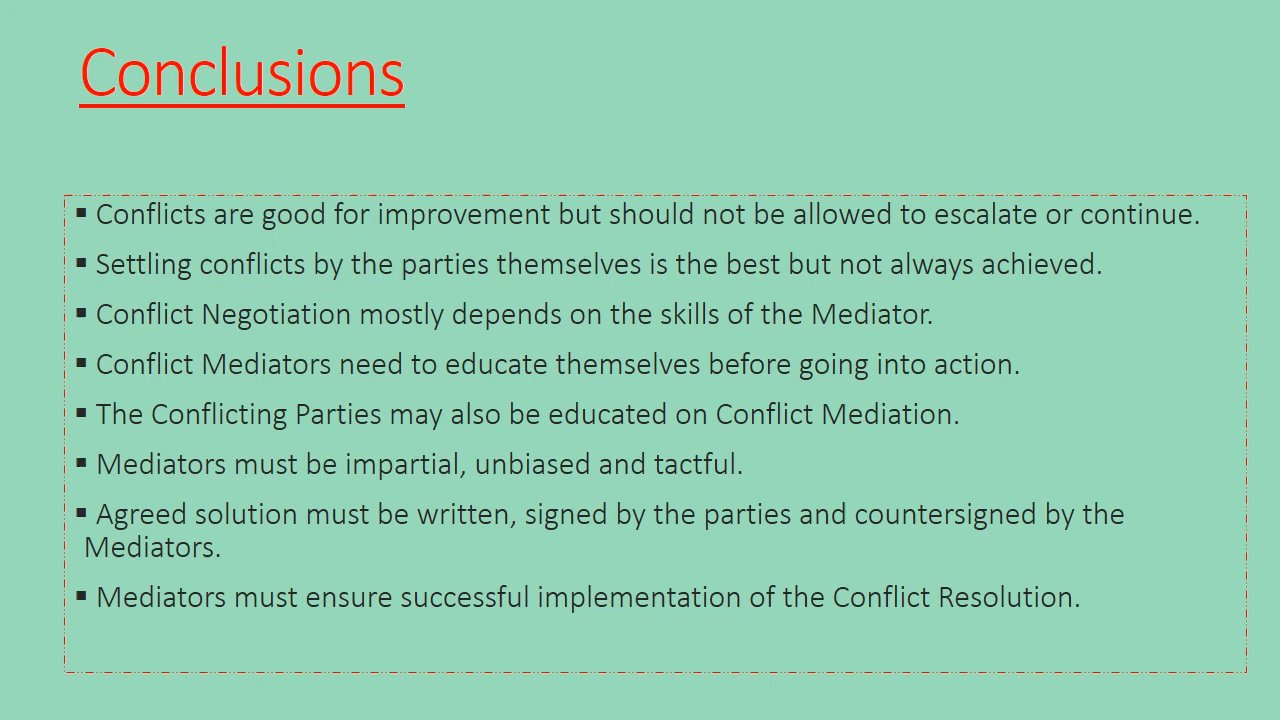 Conclusions
▪ Conflicts are good for improvement but should not be allowed to escalate or continue.
▪ Settling conflicts by the parties themselves is the best but not always achieved.
▪ Conflict Negotiation mostly depends on the skills of the Mediator.
▪ Conflict Mediators need to educate themselves before going into action.
▪ The Conflicting Parties may also be educated on Conflict Mediation.
▪ Mediators must be impartial, unbiased and tactful.
▪ Agreed solution must be written, signed by the parties and countersigned by the
Mediators.
▪ Mediators must ensure successful implementation of the Conflict Resolution.